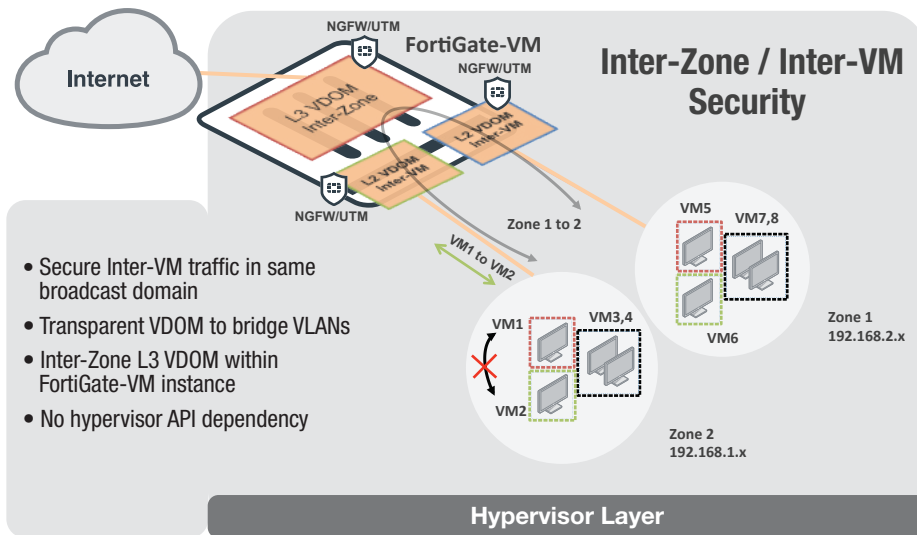 NGFW/UTM
FortiGate-VM
NGFW/UTM
Inter-Zone / Inter-VM
Security
Internet
L3 VDOM
Inter-Zone
L2 VDOM
inter-VM
L2 VDOM
inter-VM
NGFW/UTM
Zone 1 to 2
VM1 to VM2
VM5
VM7,8
VM6
Zone 1
192.168.2.x
• Secure Inter-VM traffic in same
broadcast domain
• Transparent VDOM to bridge VLANs
• Inter-Zone L3 VDOM within
FortiGate-VM instance
• No hypervisor API dependency
VM1
VM3,4
VM2
Zone 2
192.168.1.x
Hypervisor Layer